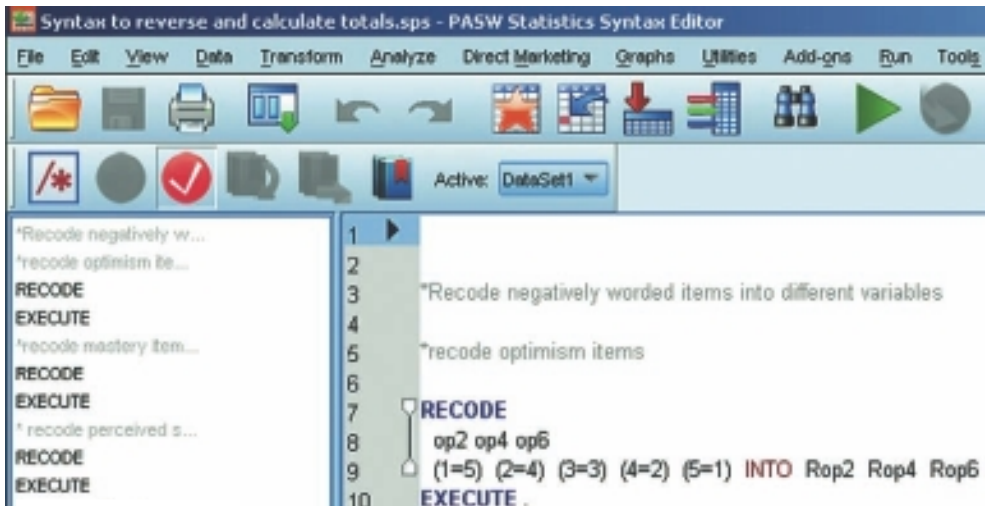 Syntax to reverse and calculate totals.sps - PASW Statistics Syntax Editor
File Edit View Data Transform Analyze Direct Marketing Graphs Utilities Add-ons Run Tools
/*
Active: DataSet1
*Recode negatively w...
*recode optimism ite...
RECODE
EXECUTE
*recode mastery item...
RECODE
EXECUTE
* recode perceived s...
RECODE
EXECUTE
1
2
3 *Recode negatively worded items into different variables
4
5 *recode optimism items
6
7 RECODE
8 op2 op4 op6
9 (1=5) (2=4) (3=3) (4=2) (5=1) INTO Rop2 Rop4 Rop6
10 EXECUTE .